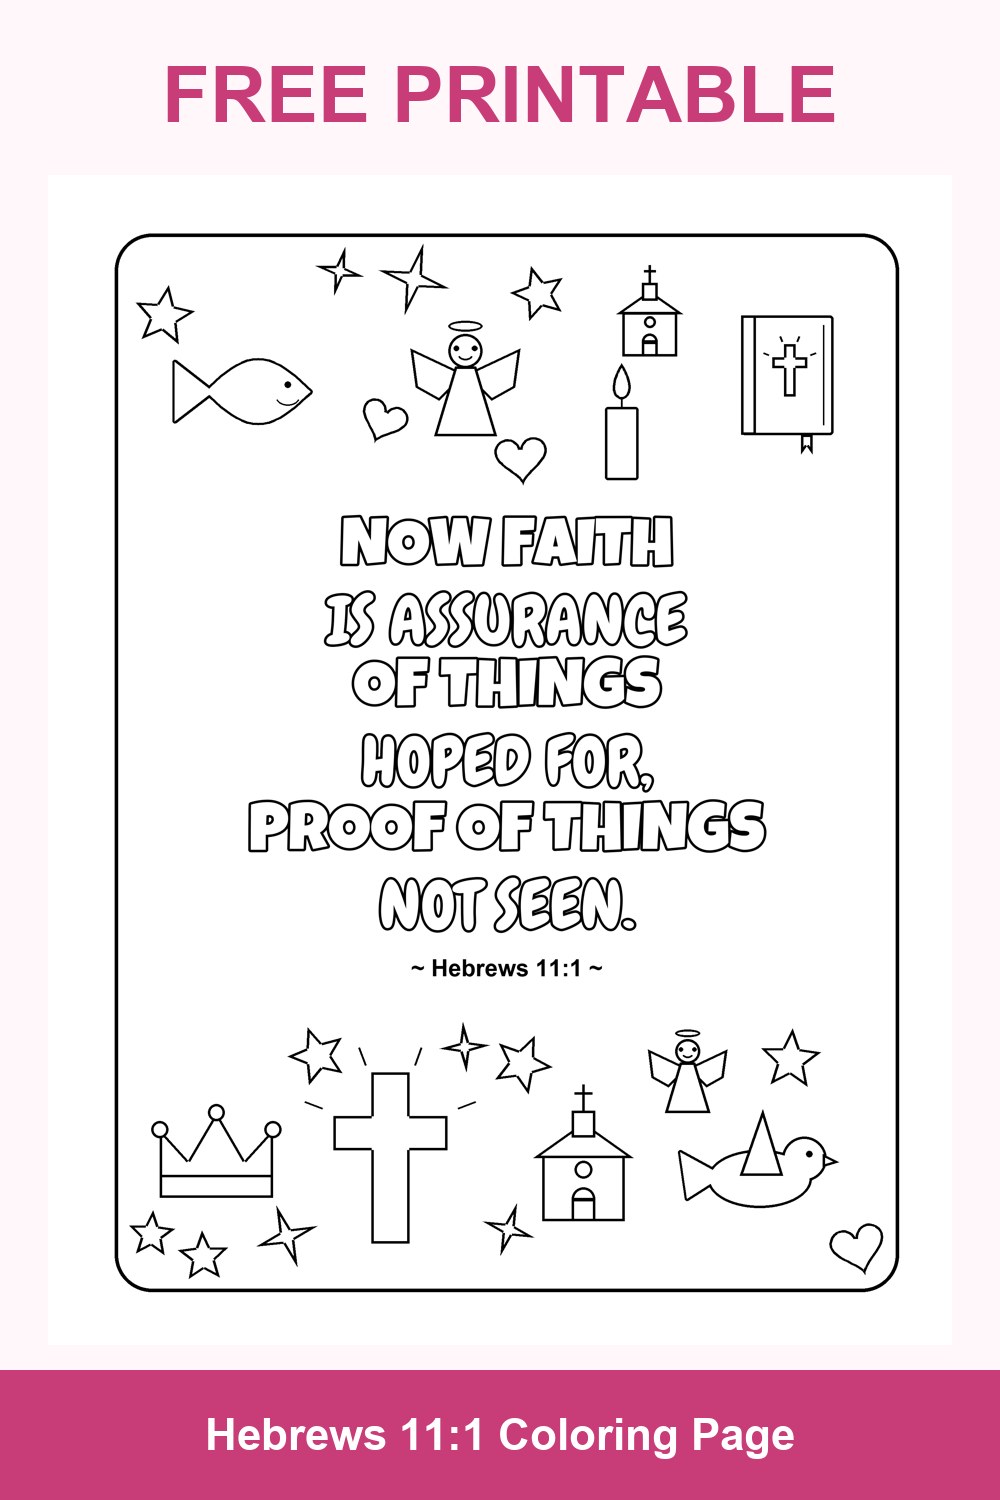 FREE PRINTABLE
NOW FAITH
IS ASSURANCE
OF THINGS
HOPED FOR,
PROOF OF THINGS
NOT SEEN.
~ Hebrews 11:1 ~
Hebrews 11:1 Coloring Page